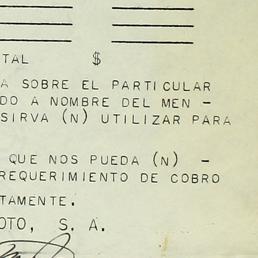 TAL $
A SOBRE EL PARTICULAR
DO A NOMBRE DEL MEN -
SIRVA (N) UTILIZAR PARA
QUE NOS PUEDA (N) -
REQUERIMIENTO DE COBRO
TAMENTE.
OTO, S. A.